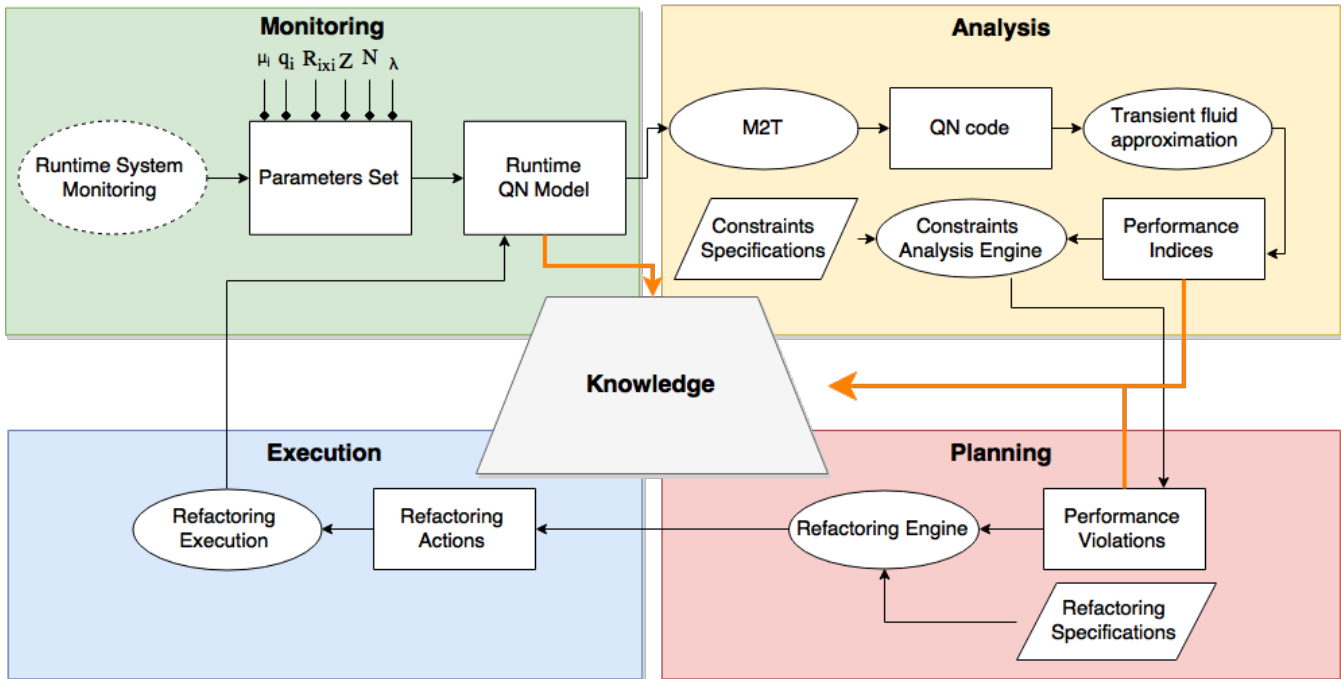 Monitoring
μi qi Rixi Z N λ
Runtime System
Monitoring
Parameters Set
Runtime
QN Model
Analysis
M2T
QN code
Transient fluid
approximation
Constraints
Specifications
Constraints
Analysis Engine
Performance
Indices
Knowledge
Execution
Refactoring
Execution
Refactoring
Actions
Planning
Refactoring Engine
Performance
Violations
Refactoring
Specifications